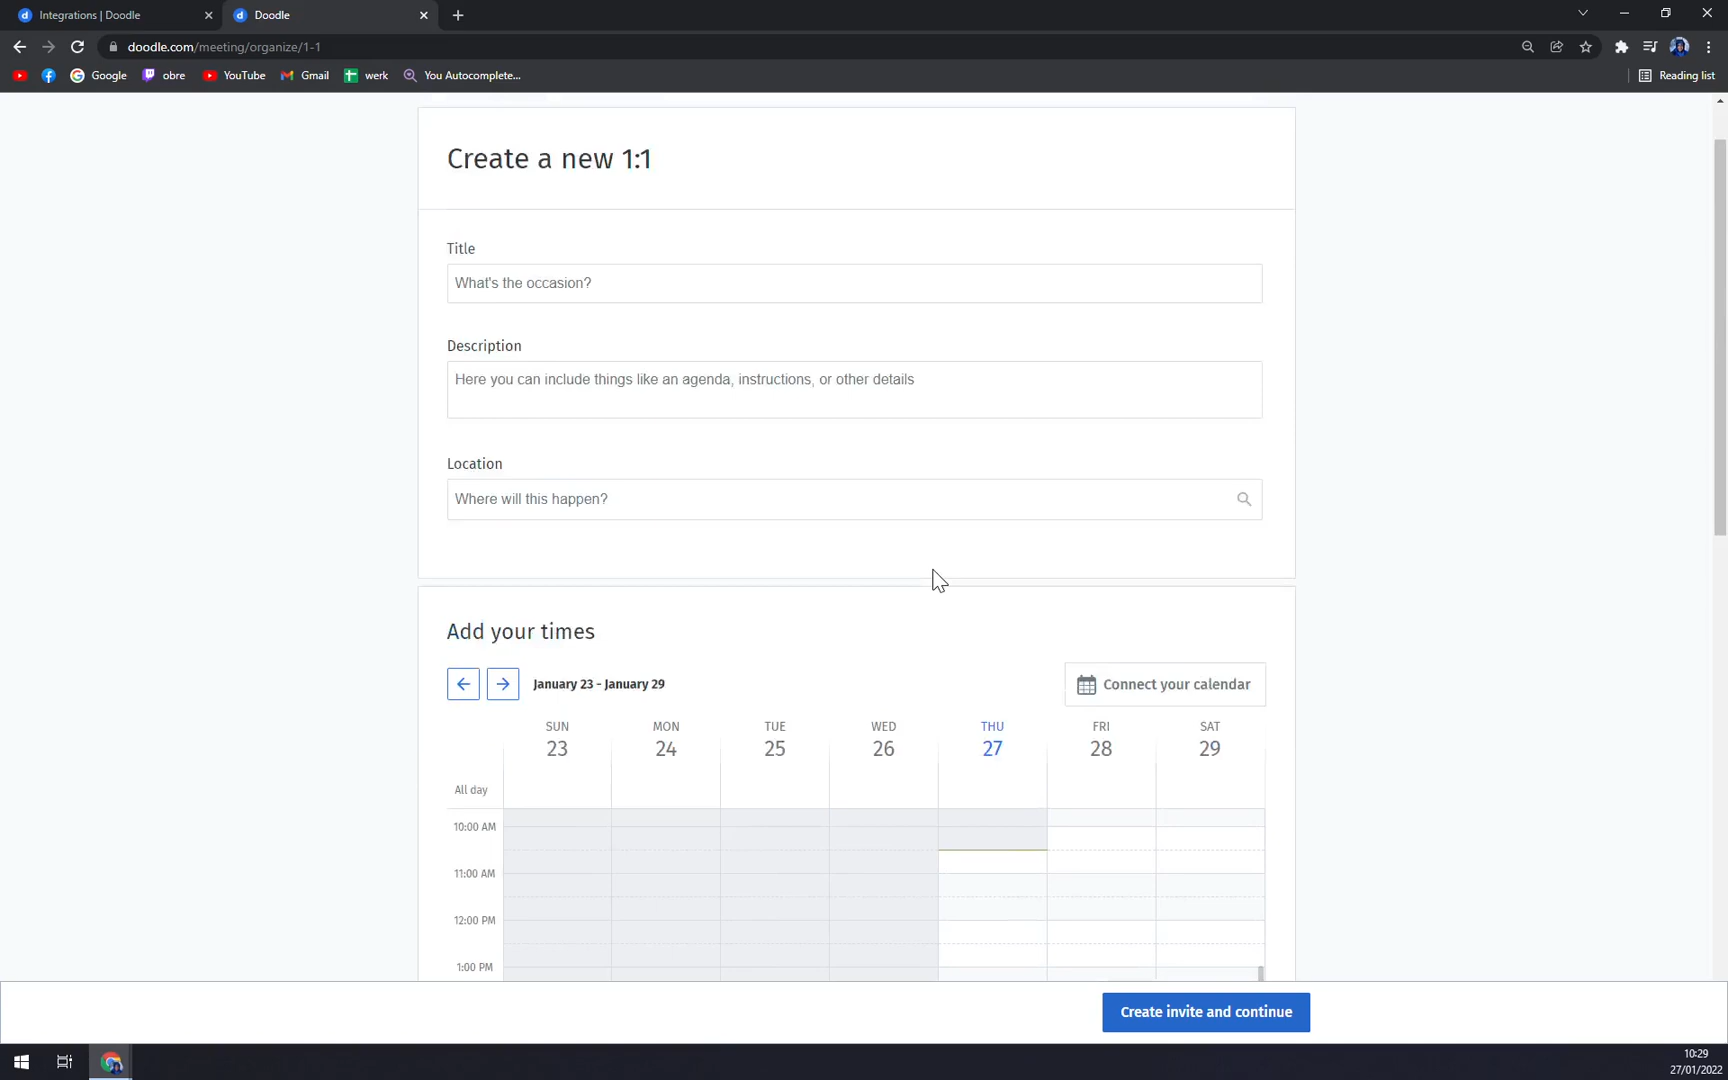 Integrations | Doodle
Doodle
doodle.com/meeting/organize/1-1
Google
obre
YouTube
Gmail
werk
You Autocomplete...
Reading list
Create a new 1:1
Title
What's the occasion?
Description
Here you can include things like an agenda, instructions, or other details
Location
Where will this happen?
Add your times
January 23 - January 29
Connect your calendar
SUN MON TUE WED THU FRI SAT
23 24 25 26 27 28 29
All day
10:00 AM
11:00 AM
12:00 PM
1:00 PM
Create invite and continue
10:29
27/01/2022